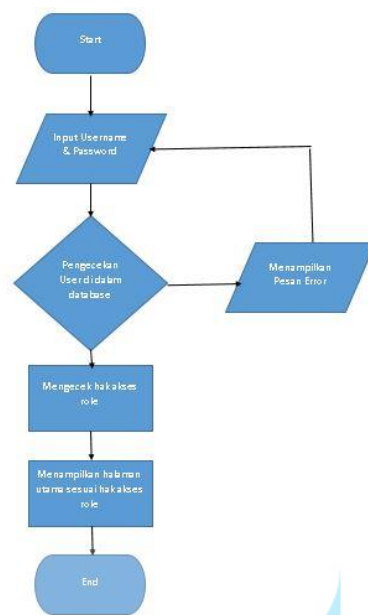 Start
Input Username
& Password
Pengecekan
User di dalam
database
Menampilkan
Pesan Error
Mengecek hak akses
role
Menampilkan halaman
utama sesuai hak akses
role
End